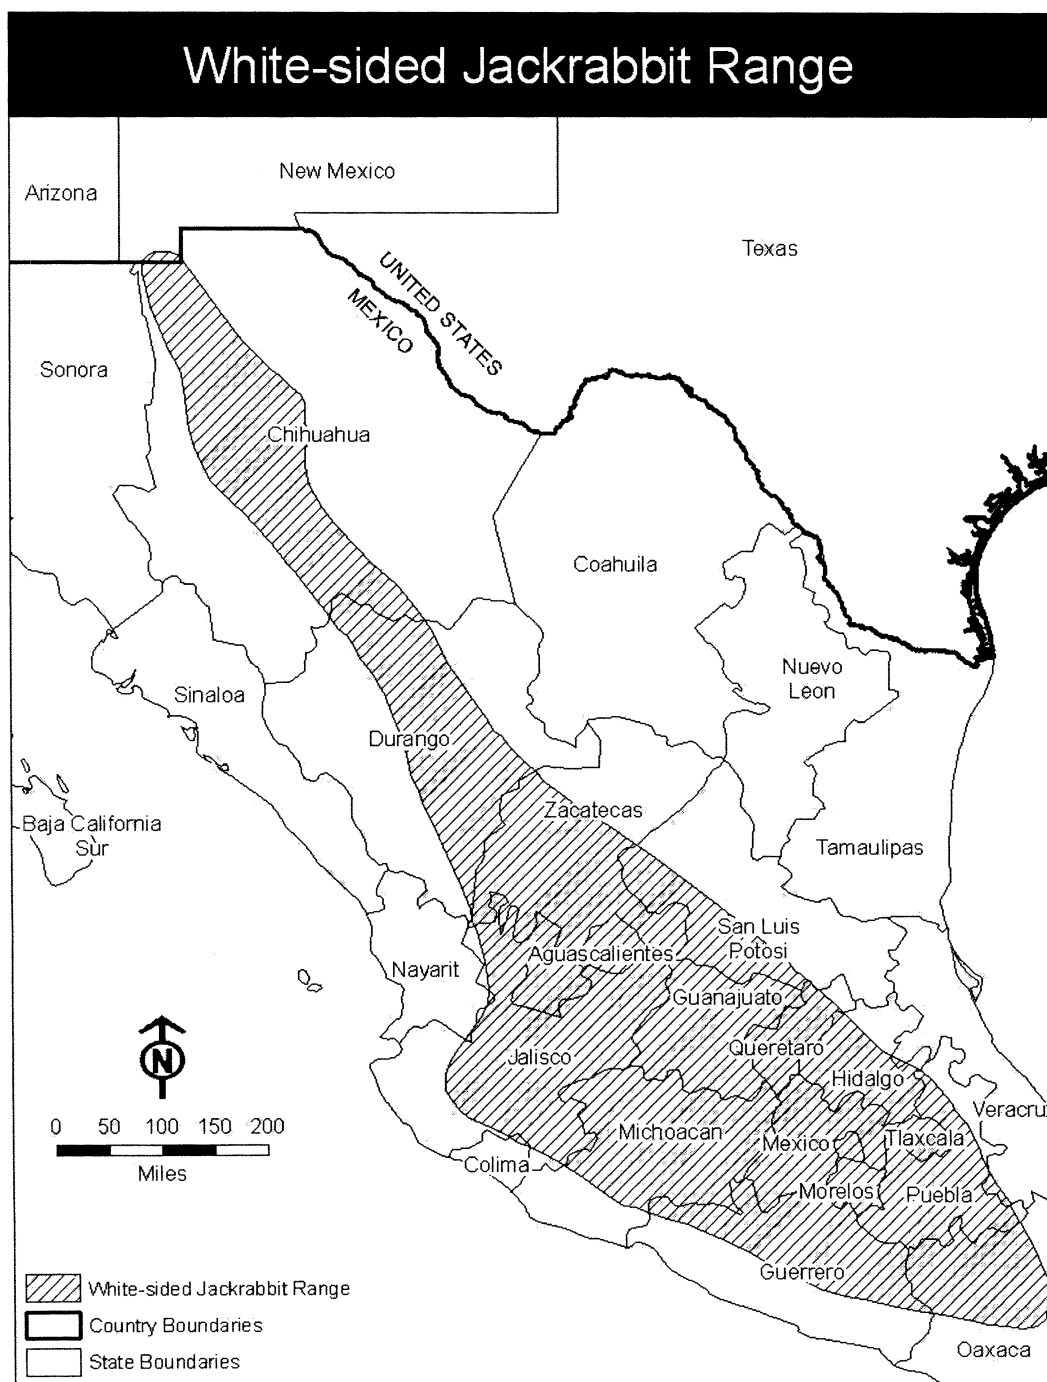 White-sided Jackrabbit Range
New Mexico
Arizona
Texas
UNITED STATES
MEXICO
Sonora
Chihuahua
Coahuila
Nuevo
Leon
Sinaloa
Durango
Zacatecas
Baja California
Sur
Tamaulipas
San Luis
Potosi
Aguascalientes
Nayarit
Guanajuato
Queretaro
Jalisco
Hidalgo
Veracruz
Michoacan
Mexico
Tlaxcala
Colima
Morelos
Puebla
Guerrero
Oaxaca
N
0 50 100 150 200
Miles
White-sided Jackrabbit Range
Country Boundaries
State Boundaries